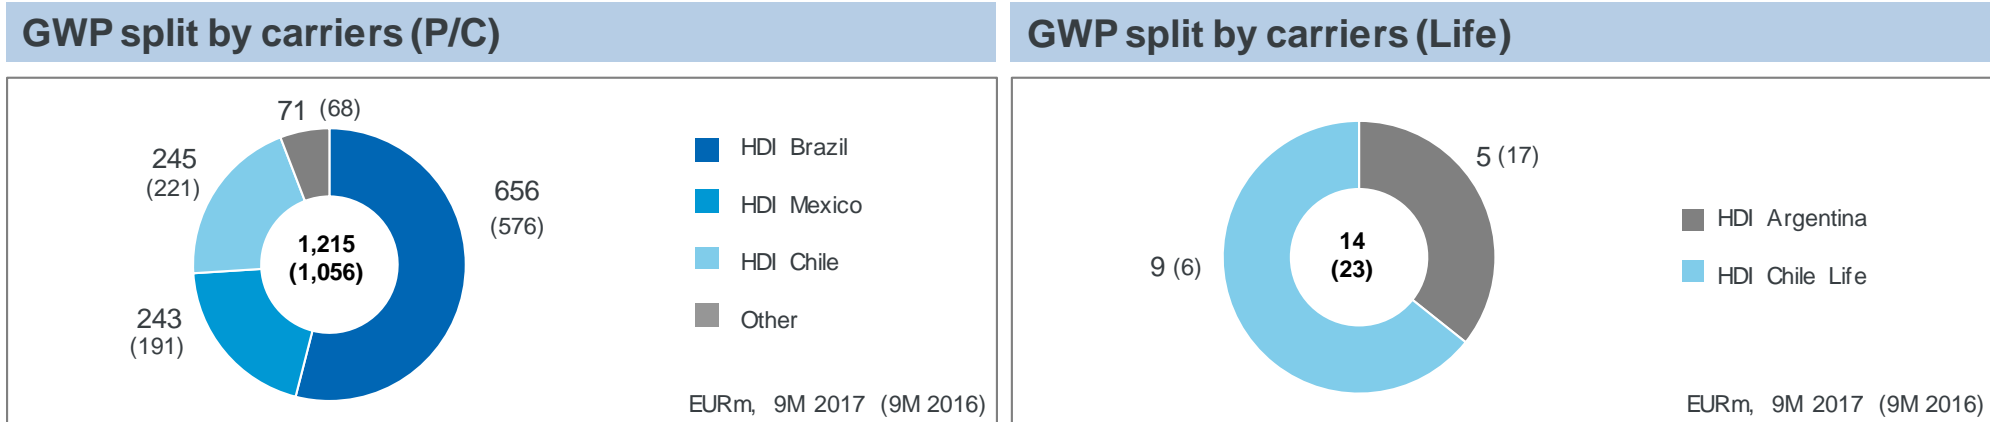 GWP split by carriers (P/C)
71 (68)
245
(221)
656
(576)
1,215
(1,056)
243
(191)
HDI Brazil
HDI Mexico
HDI Chile
Other
EURm, 9M 2017 (9M 2016)
GWP split by carriers (Life)
5 (17)
14
(23)
9 (6)
HDI Argentina
HDI Chile Life
EURm, 9M 2017 (9M 2016)